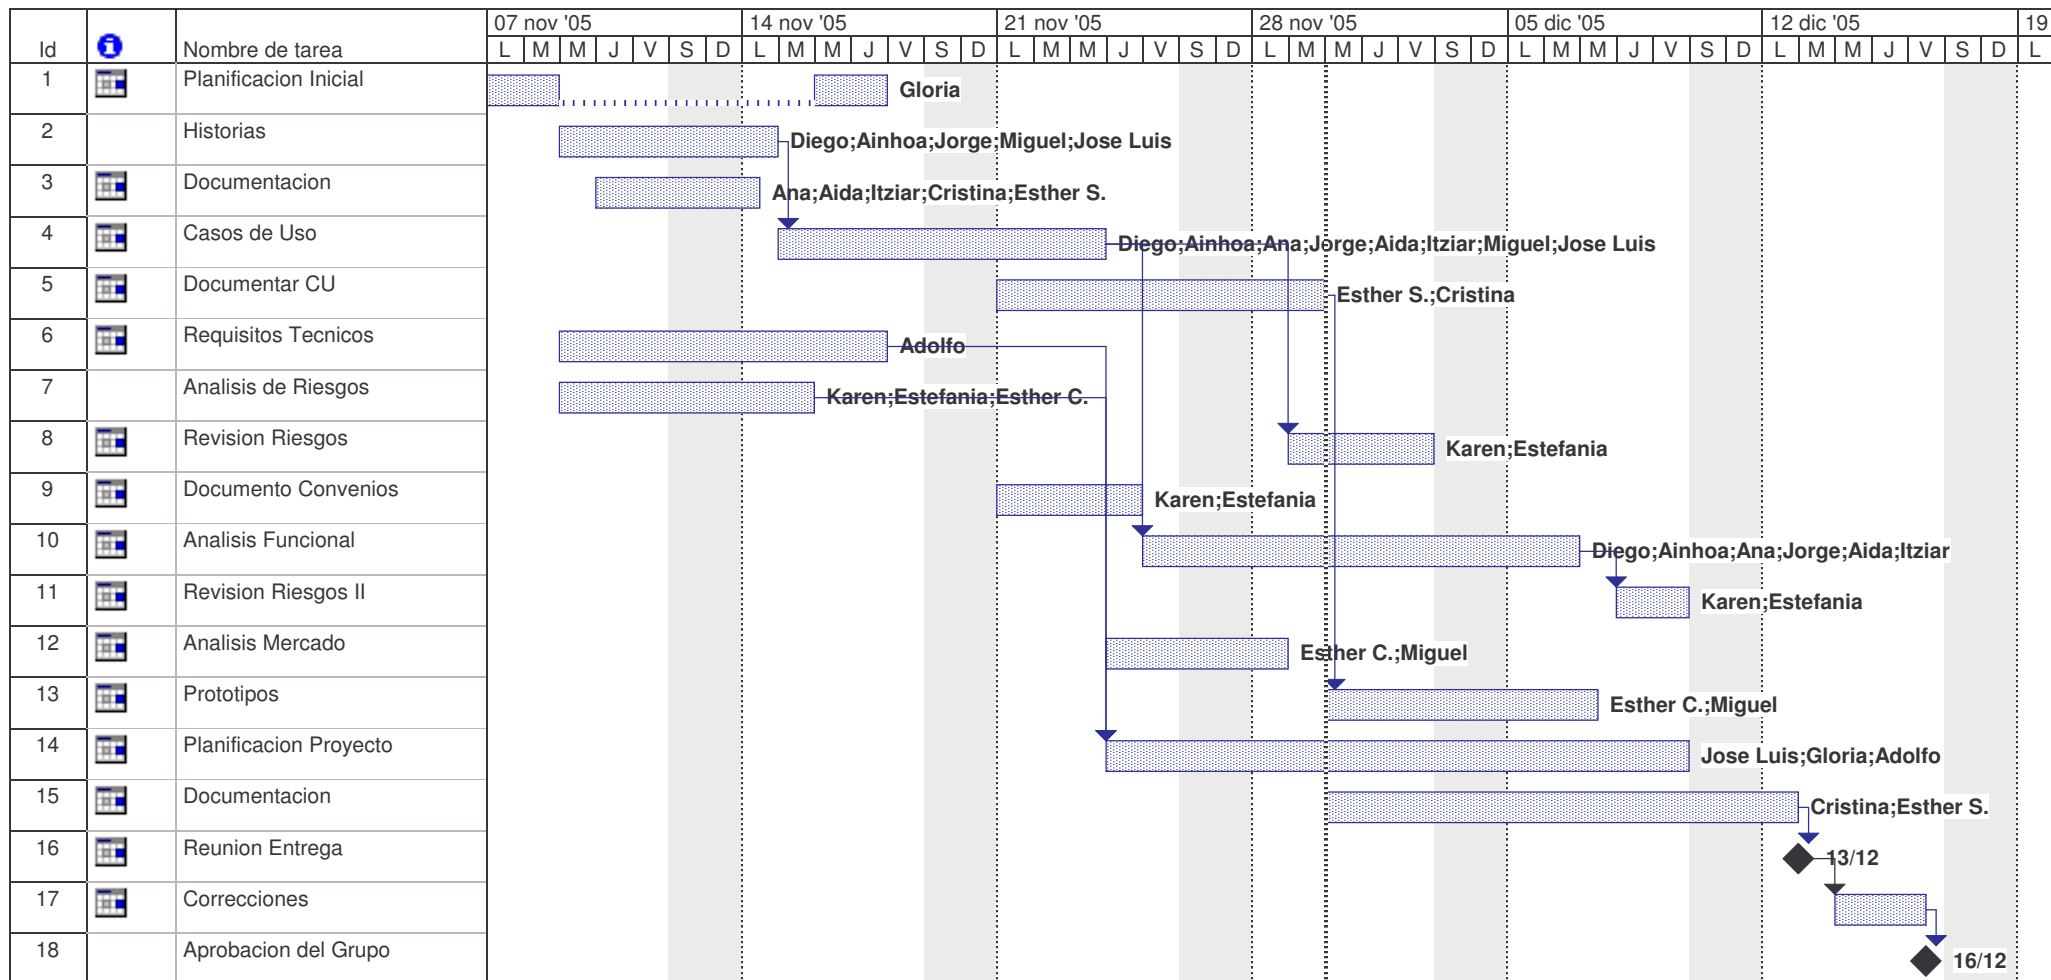 07 nov '05 14 nov '05 21 nov '05 28 nov '05 05 dic '05 12 dic '05 19
Id Nombre de tarea L M M J V S D L M M J V S D L M M J V S D L M M J V S D L M M J V S D L M M J V S D L
1 Planificacion Inicial Gloria
2 Historias Diego;Ainhoa;Jorge;Miguel;Jose Luis
3 Documentacion Ana;Aida;Itziar;Cristina;Esther S.
4 Casos de Uso Diego;Ainhoa;Ana;Jorge;Aida;Itziar;Miguel;Jose Luis
5 Documentar CU Esther S.;Cristina
6 Requisitos Tecnicos Adolfo
7 Analisis de Riesgos Karen;Estefania;Esther C.
8 Revision Riesgos Karen;Estefania
9 Documento Convenios Karen;Estefania
10 Analisis Funcional Diego;Ainhoa;Ana;Jorge;Aida;Itziar
11 Revision Riesgos II Karen;Estefania
12 Analisis Mercado Esther C.;Miguel
13 Prototipos Esther C.;Miguel
14 Planificacion Proyecto Jose Luis;Gloria;Adolfo
15 Documentacion Cristina;Esther S.
16 Reunion Entrega 13/12
17 Correcciones
18 Aprobacion del Grupo 16/12